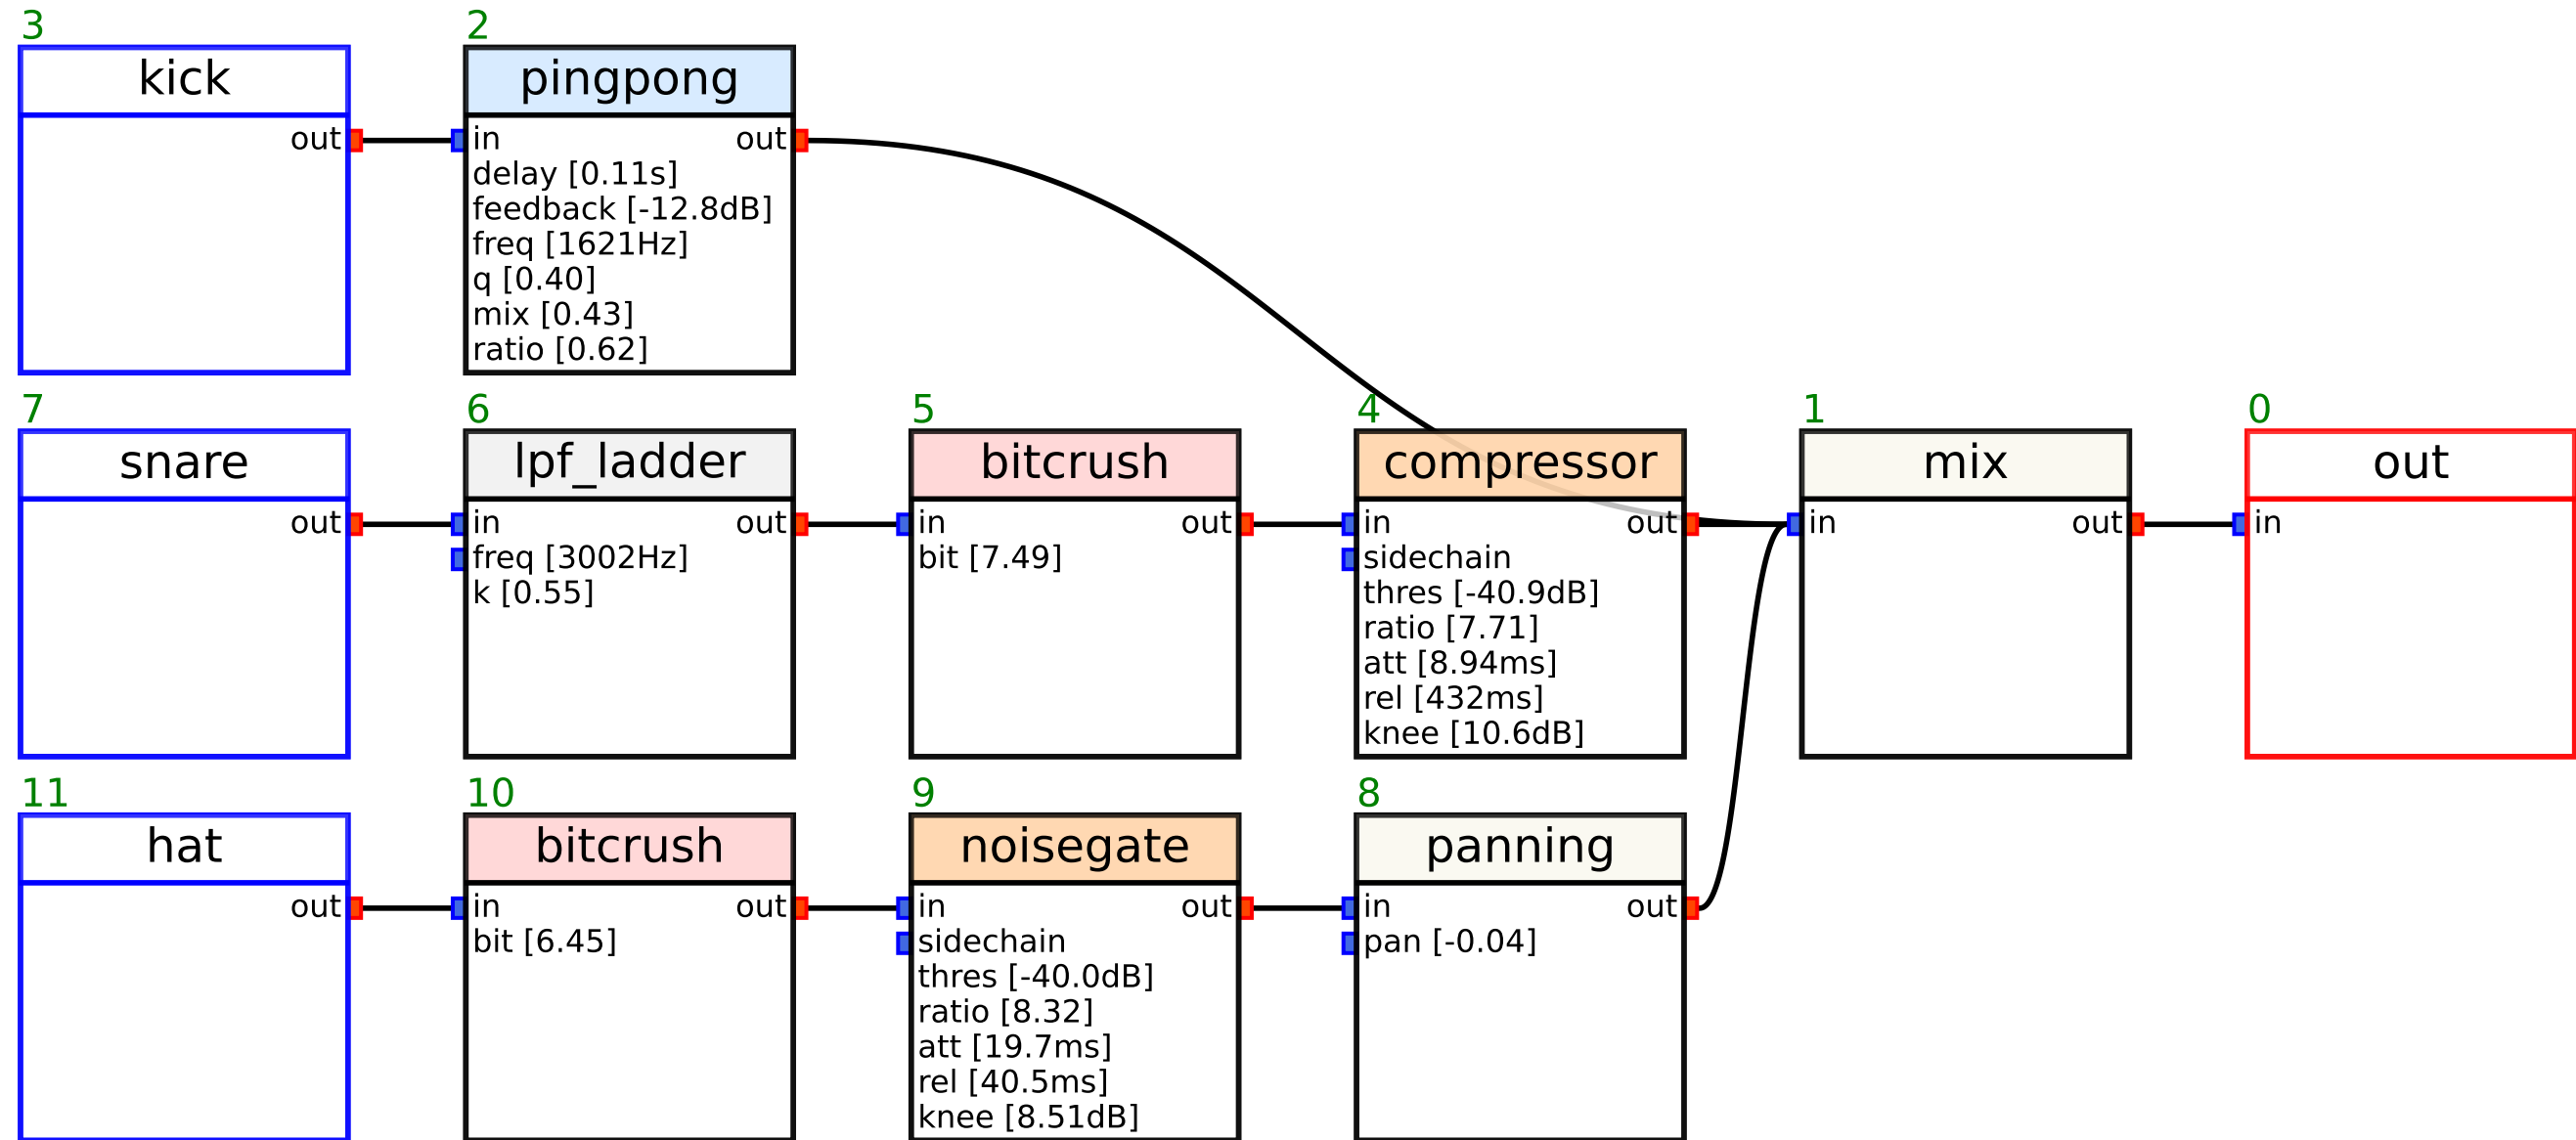 3
kick
out
2
pingpong
in out
delay [0.11s]
feedback [-12.8dB]
freq [1621Hz]
q [0.40]
mix [0.43]
ratio [0.62]
7
snare
out
6
lpf_ladder
in out
freq [3002Hz]
k [0.55]
5
bitcrush
in out
bit [7.49]
4
compressor
in out
sidechain
thres [-40.9dB]
ratio [7.71]
att [8.94ms]
rel [432ms]
knee [10.6dB]
1
mix
in out
0
out
in
11
hat
out
10
bitcrush
in out
bit [6.45]
9
noisegate
in out
sidechain
thres [-40.0dB]
ratio [8.32]
att [19.7ms]
rel [40.5ms]
knee [8.51dB]
8
panning
in out
pan [-0.04]